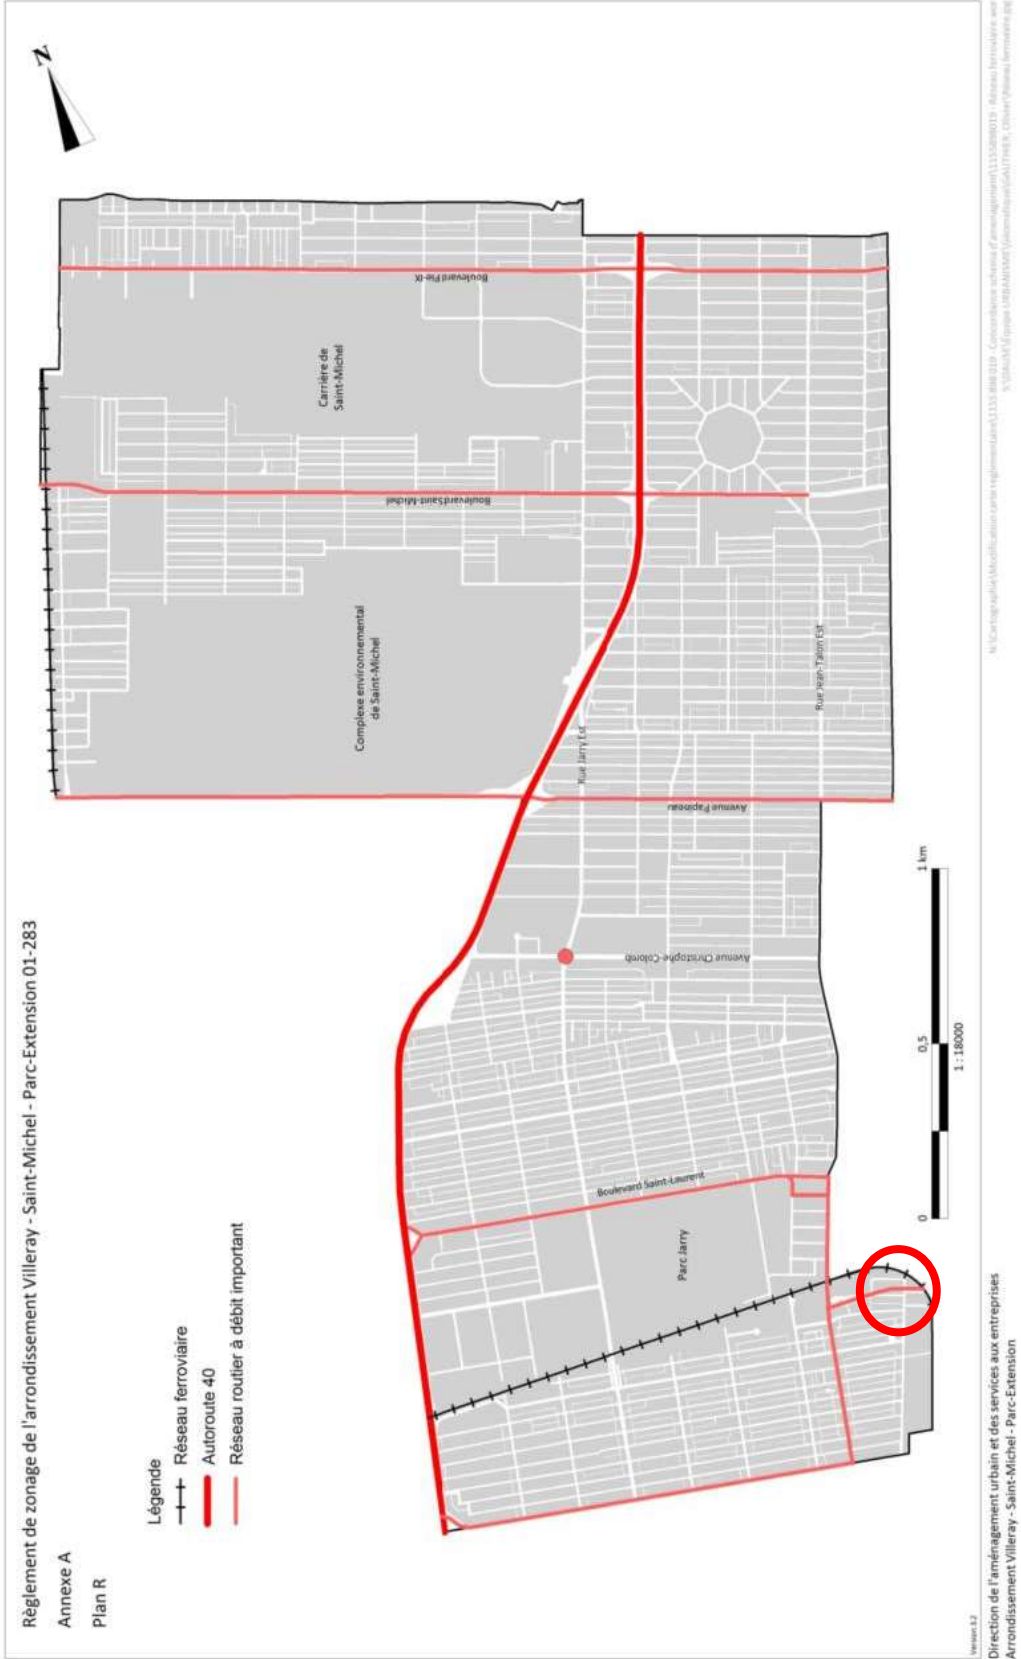 Règlement de zonage de l'arrondissement Villeray - Saint-Michel - Parc-Extension 01-283
Annexe A
Plan R
Légende
Réseau ferroviaire
Autoroute 40
Réseau routier à débit important
N
Boulevard Pie-IX
Carrière de
Saint-Michel
Boulevard Saint-Michel
Complexe environnemental
de Saint-Michel
Rue Jarry Est
Rue Jean-Talon Est
Avenue Papineau
Avenue Christophe-Colomb
Boulevard Saint-Laurent
Parc Jarry
0
0,5
1 km
1 : 18000
Version 3.2
Direction de l'aménagement urbain et des services aux entreprises
Arrondissement Villeray - Saint-Michel - Parc-Extension